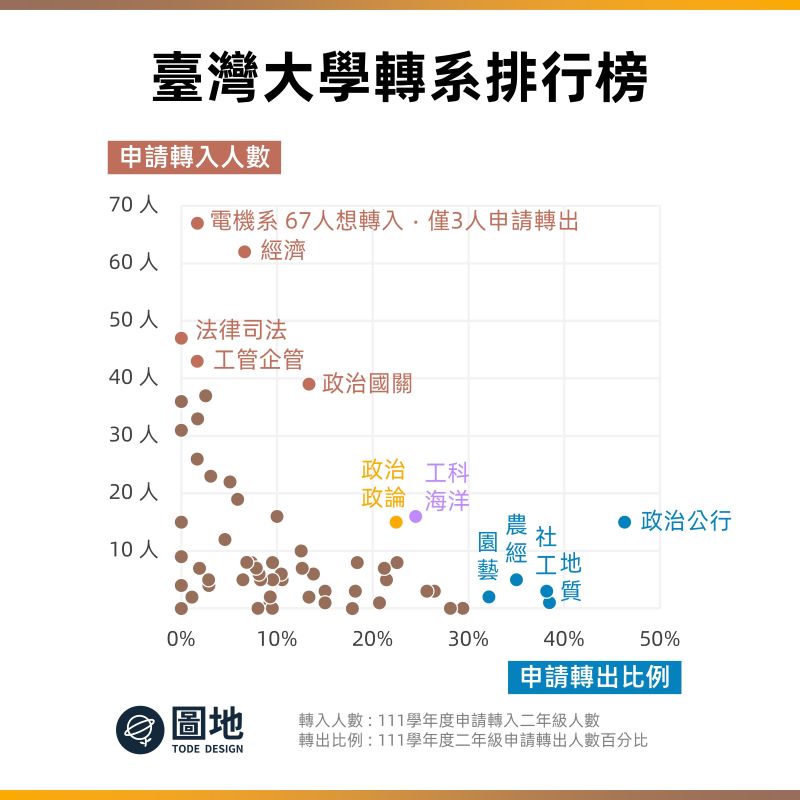 臺灣大學轉系排行榜
申請轉入人數
70 人
電機系 67人想轉入．僅3人申請轉出
經濟
60 人
50 人
法律司法
工管企管
40 人
政治國關
30 人
20 人
政治
政論
工科
海洋
政治公行
園
藝
農
經
社
工
地
質
10 人
0%
10%
20%
30%
40%
50%
申請轉出比例
圖地
TODE DESIGN
轉入人數 : 111學年度申請轉入二年級人數
轉出比例 : 111學年度二年級申請轉出人數百分比